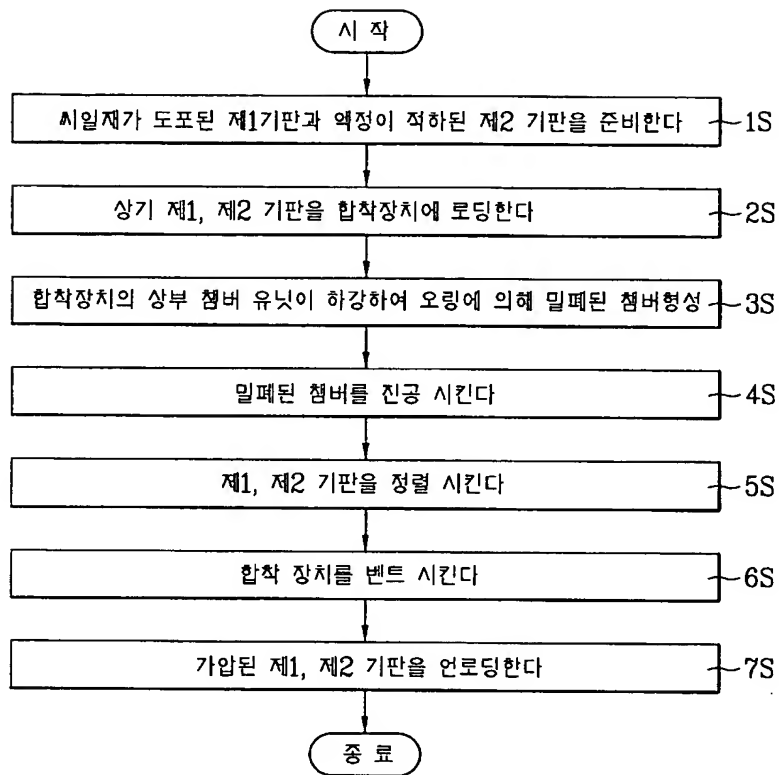 시 작
씨일재가 도포된 제1기판과 액정이 적하된 제2 기판을 준비한다
1S
상기 제1, 제2 기판을 합착장치에 로딩한다
2S
합착장치의 상부 챔버 유닛이 하강하여 오링에 의해 밀폐된 챔버형성
3S
밀폐된 챔버를 진공 시킨다
4S
제1, 제2 기판을 정렬 시킨다
5S
합착 장치를 벤트 시킨다
6S
가압된 제1, 제2 기판을 언로딩한다
7S
종 료